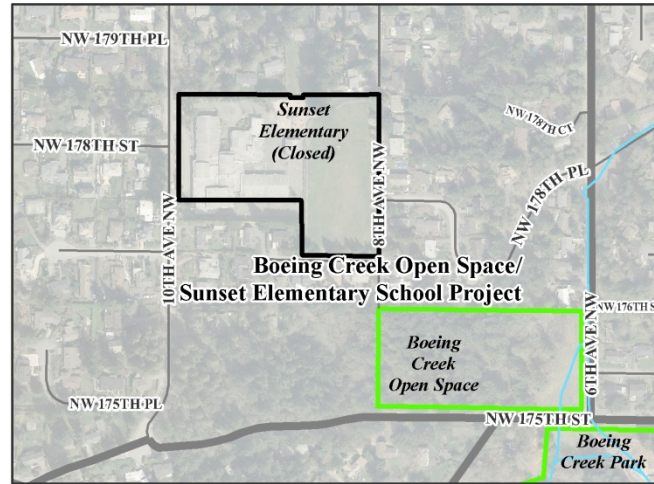 NW 179TH PL
Sunset
Elementary
(Closed)
NW 178TH CT
NW 178TH ST
NW 178TH PL
10TH AVE NW
8TH AVE NW
Boeing Creek Open Space/
Sunset Elementary School Project
NW 176TH S
6TH AVE NW
Boeing
Creek
Open Space
NW 175TH PL
NW 175TH ST
Boeing
Creek Park